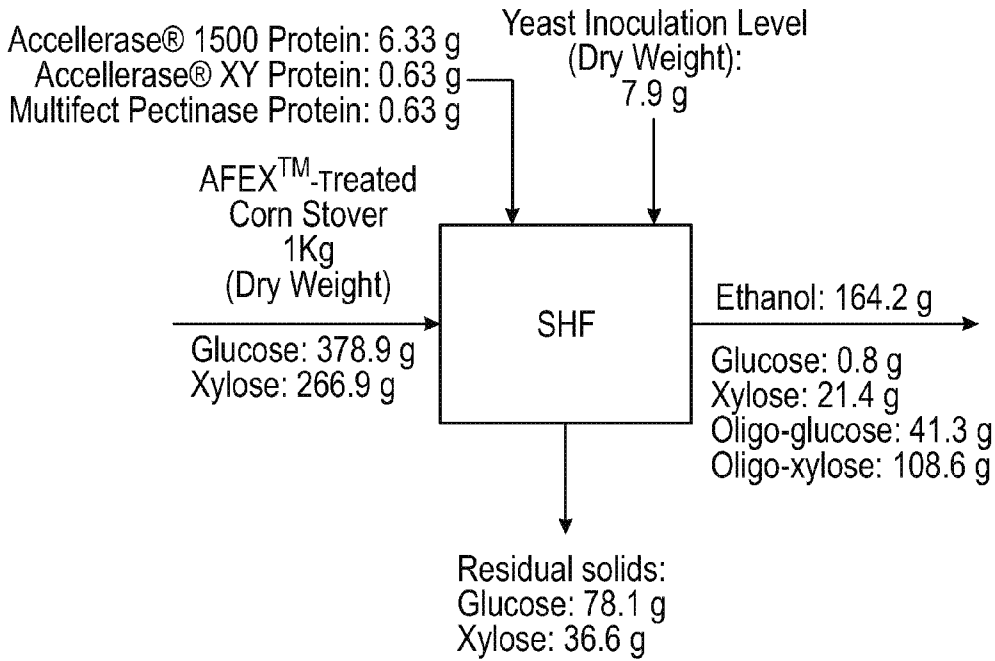 Accellerase® 1500 Protein: 6.33 g
Accellerase® XY Protein: 0.63 g
Multifect Pectinase Protein: 0.63 g
Yeast Inoculation Level
(Dry Weight):
7.9 g
AFEX™-Treated
Corn Stover
1Kg
(Dry Weight)
Glucose: 378.9 g
Xylose: 266.9 g
SHF
Ethanol: 164.2 g
Glucose: 0.8 g
Xylose: 21.4 g
Oligo-glucose: 41.3 g
Oligo-xylose: 108.6 g
Residual solids:
Glucose: 78.1 g
Xylose: 36.6 g